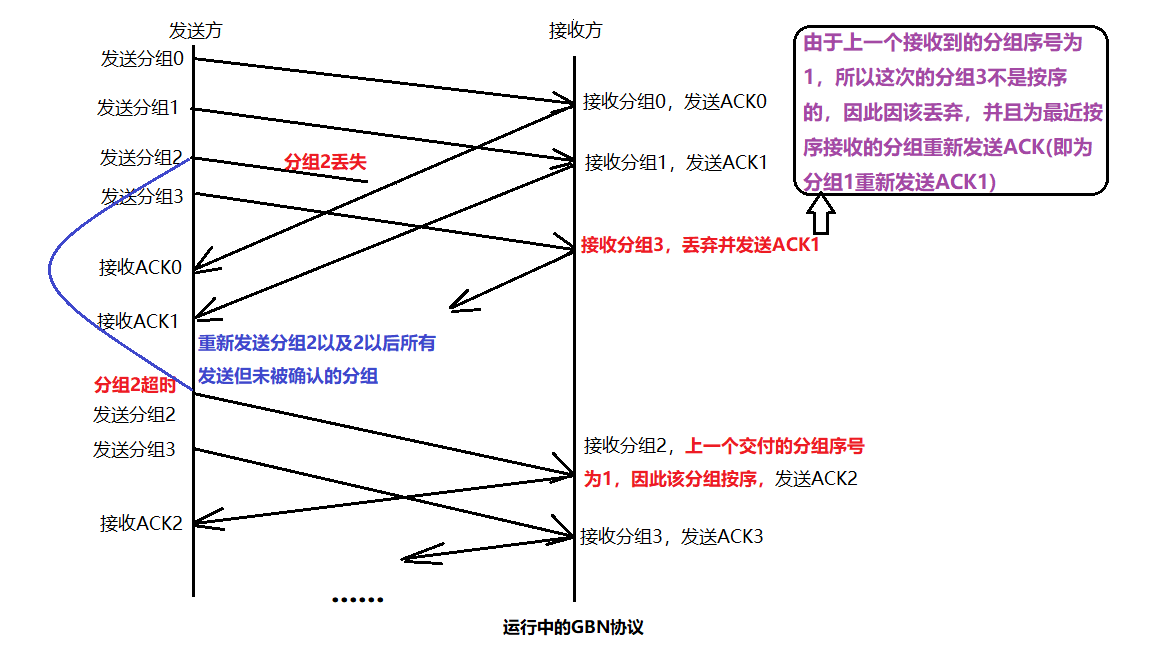 发送方
接收方
发送分组0
发送分组1
发送分组2
发送分组3
分组2丢失
接收分组0，发送ACK0
接收分组1，发送ACK1
接收分组3，丢弃并发送ACK1
由于上一个接收到的分组序号为
1，所以这次的分组3不是按序
的，因此因该丢弃，并且为最近按
序接收的分组重新发送ACK(即为
分组1重新发送ACK1)
接收ACK0
接收ACK1
重新发送分组2以及2以后所有
发送但未被确认的分组
分组2超时
发送分组2
发送分组3
接收分组2，上一个交付的分组序号
为1，因此该分组按序，发送ACK2
接收ACK2
接收分组3，发送ACK3
......
运行中的GBN协议